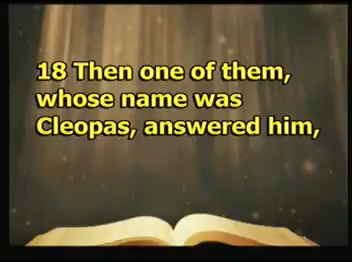 18 Then one of them,
whose name was
Cleopas, answered him,